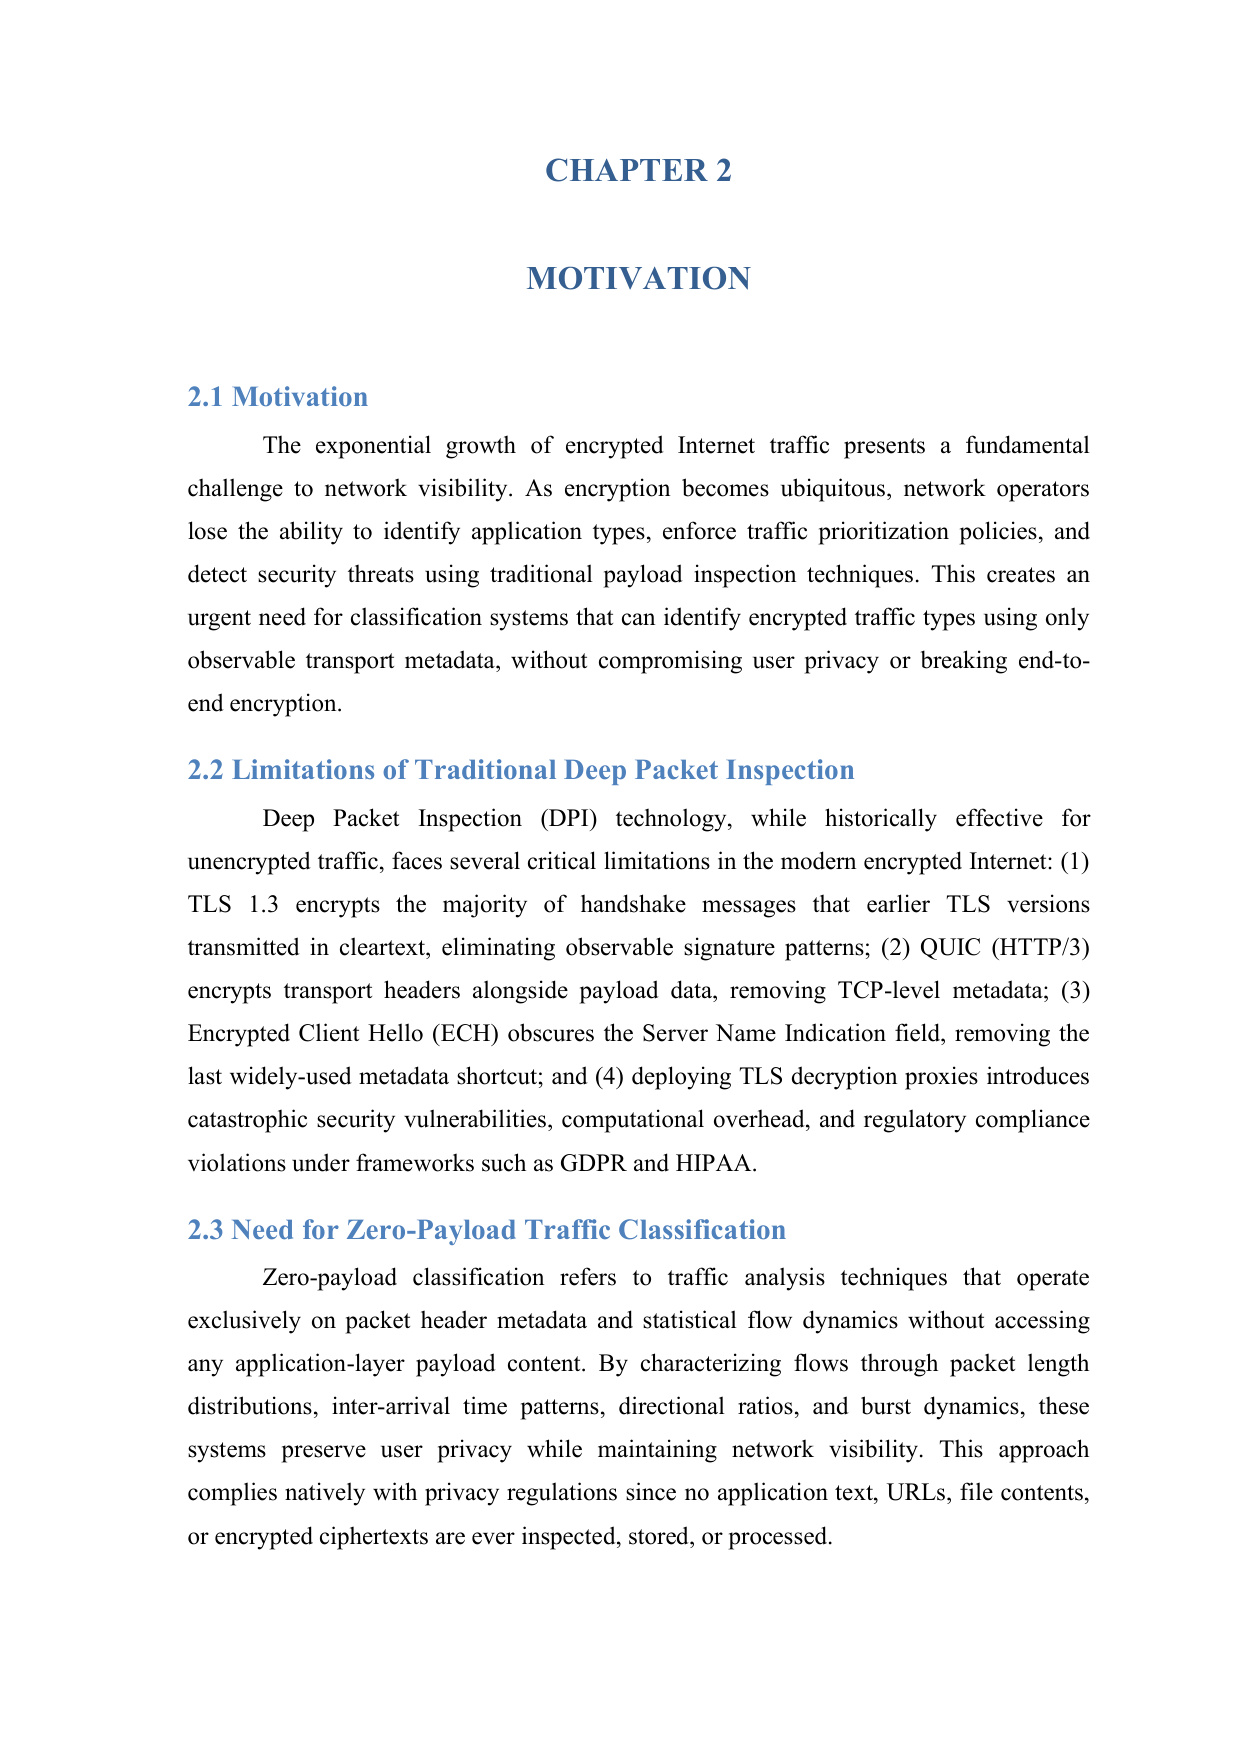 CHAPTER 2
MOTIVATION
2.1 Motivation
The exponential growth of encrypted Internet traffic presents a fundamental
challenge to network visibility. As encryption becomes ubiquitous, network operators
lose the ability to identify application types, enforce traffic prioritization policies, and
detect security threats using traditional payload inspection techniques. This creates an
urgent need for classification systems that can identify encrypted traffic types using only
observable transport metadata, without compromising user privacy or breaking end-to-
end encryption.
2.2 Limitations of Traditional Deep Packet Inspection
Deep Packet Inspection (DPI) technology, while historically effective for
unencrypted traffic, faces several critical limitations in the modern encrypted Internet: (1)
TLS 1.3 encrypts the majority of handshake messages that earlier TLS versions
transmitted in cleartext, eliminating observable signature patterns; (2) QUIC (HTTP/3)
encrypts transport headers alongside payload data, removing TCP-level metadata; (3)
Encrypted Client Hello (ECH) obscures the Server Name Indication field, removing the
last widely-used metadata shortcut; and (4) deploying TLS decryption proxies introduces
catastrophic security vulnerabilities, computational overhead, and regulatory compliance
violations under frameworks such as GDPR and HIPAA.
2.3 Need for Zero-Payload Traffic Classification
Zero-payload classification refers to traffic analysis techniques that operate
exclusively on packet header metadata and statistical flow dynamics without accessing
any application-layer payload content. By characterizing flows through packet length
distributions, inter-arrival time patterns, directional ratios, and burst dynamics, these
systems preserve user privacy while maintaining network visibility. This approach
complies natively with privacy regulations since no application text, URLs, file contents,
or encrypted ciphertexts are ever inspected, stored, or processed.